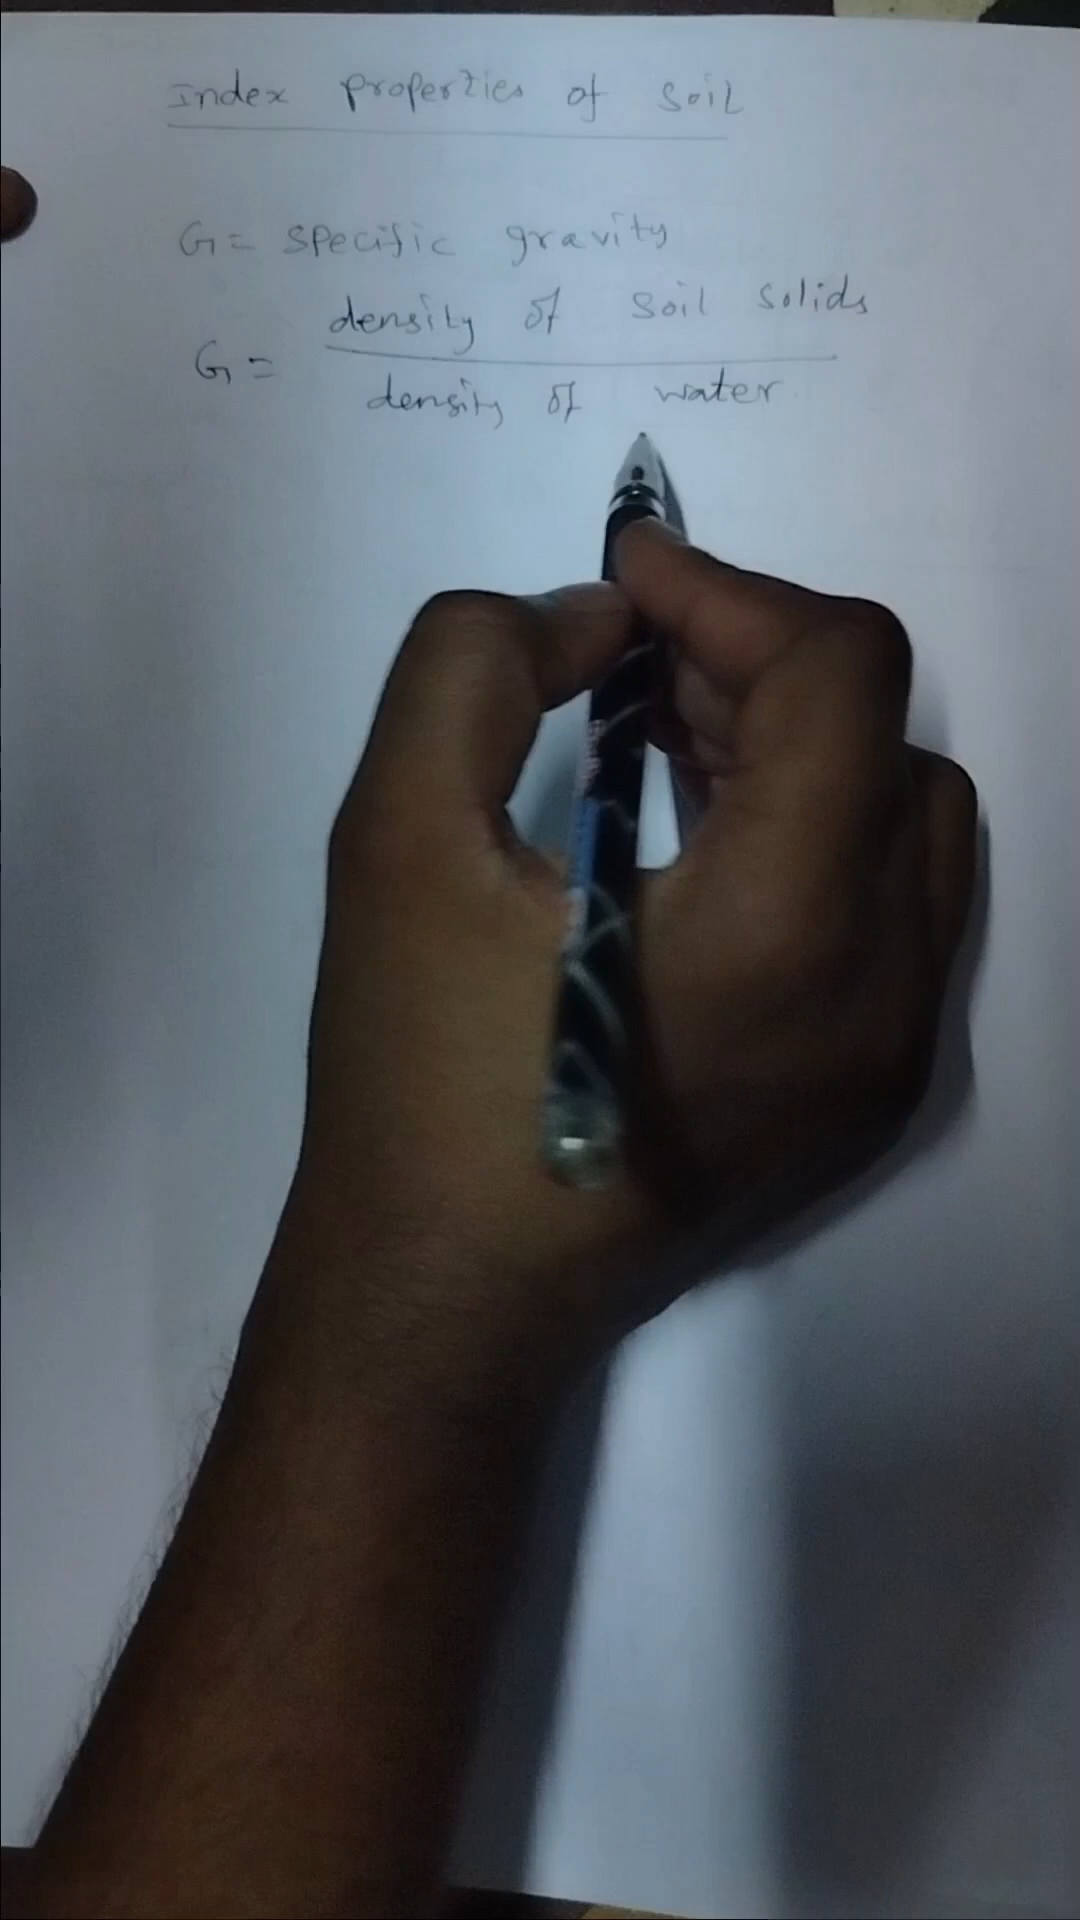 Index properties of soil
G = specific gravity
G = density of soil solids
density of water